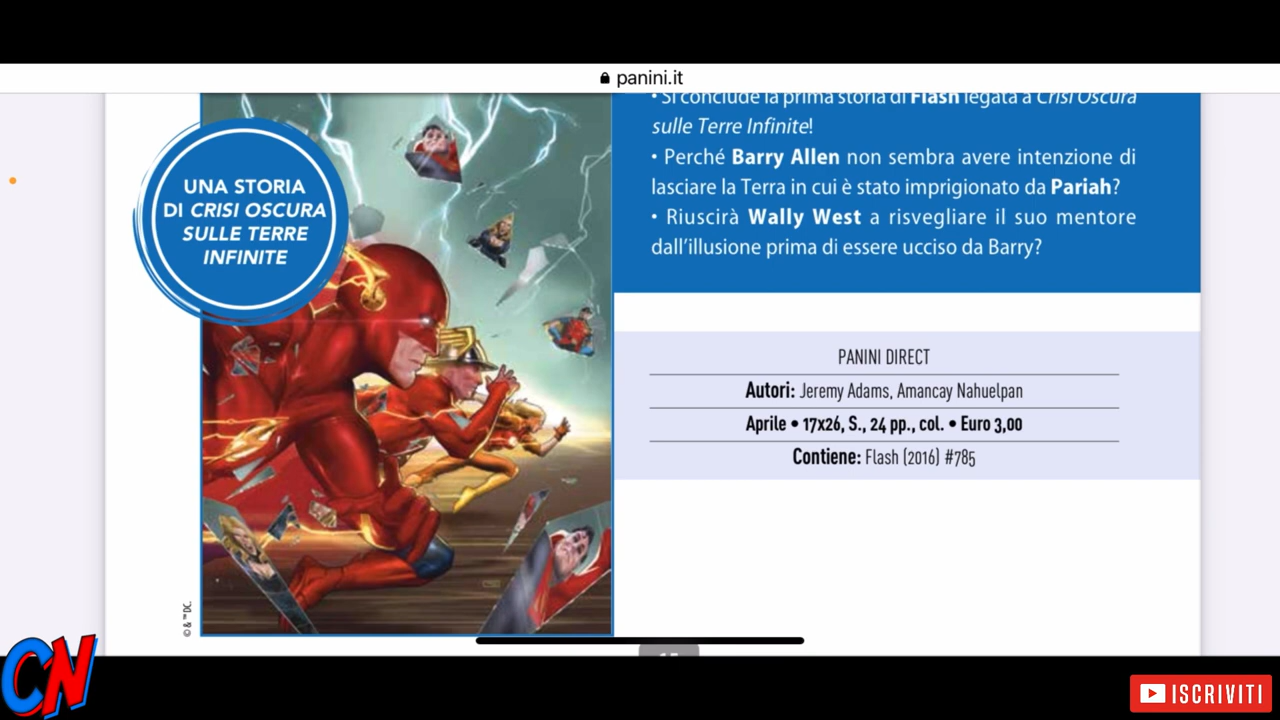 panini.it
• Si conclude la prima storia di Flash legata a Crisi Oscura
sulle Terre Infinite!
• Perché Barry Allen non sembra avere intenzione di
lasciare la Terra in cui è stato imprigionato da Pariah?
• Riuscirà Wally West a risvegliare il suo mentore
dall'illusione prima di essere ucciso da Barry?
UNA STORIA
DI CRISI OSCURA
SULLE TERRE
INFINITE
PANINI DIRECT
Autori: Jeremy Adams, Amancay Nahuelpan
Aprile • 17x26, S., 24 pp., col. • Euro 3,00
Contiene: Flash (2016) #785
© & ™ DC.
CN
ISCRIVITI